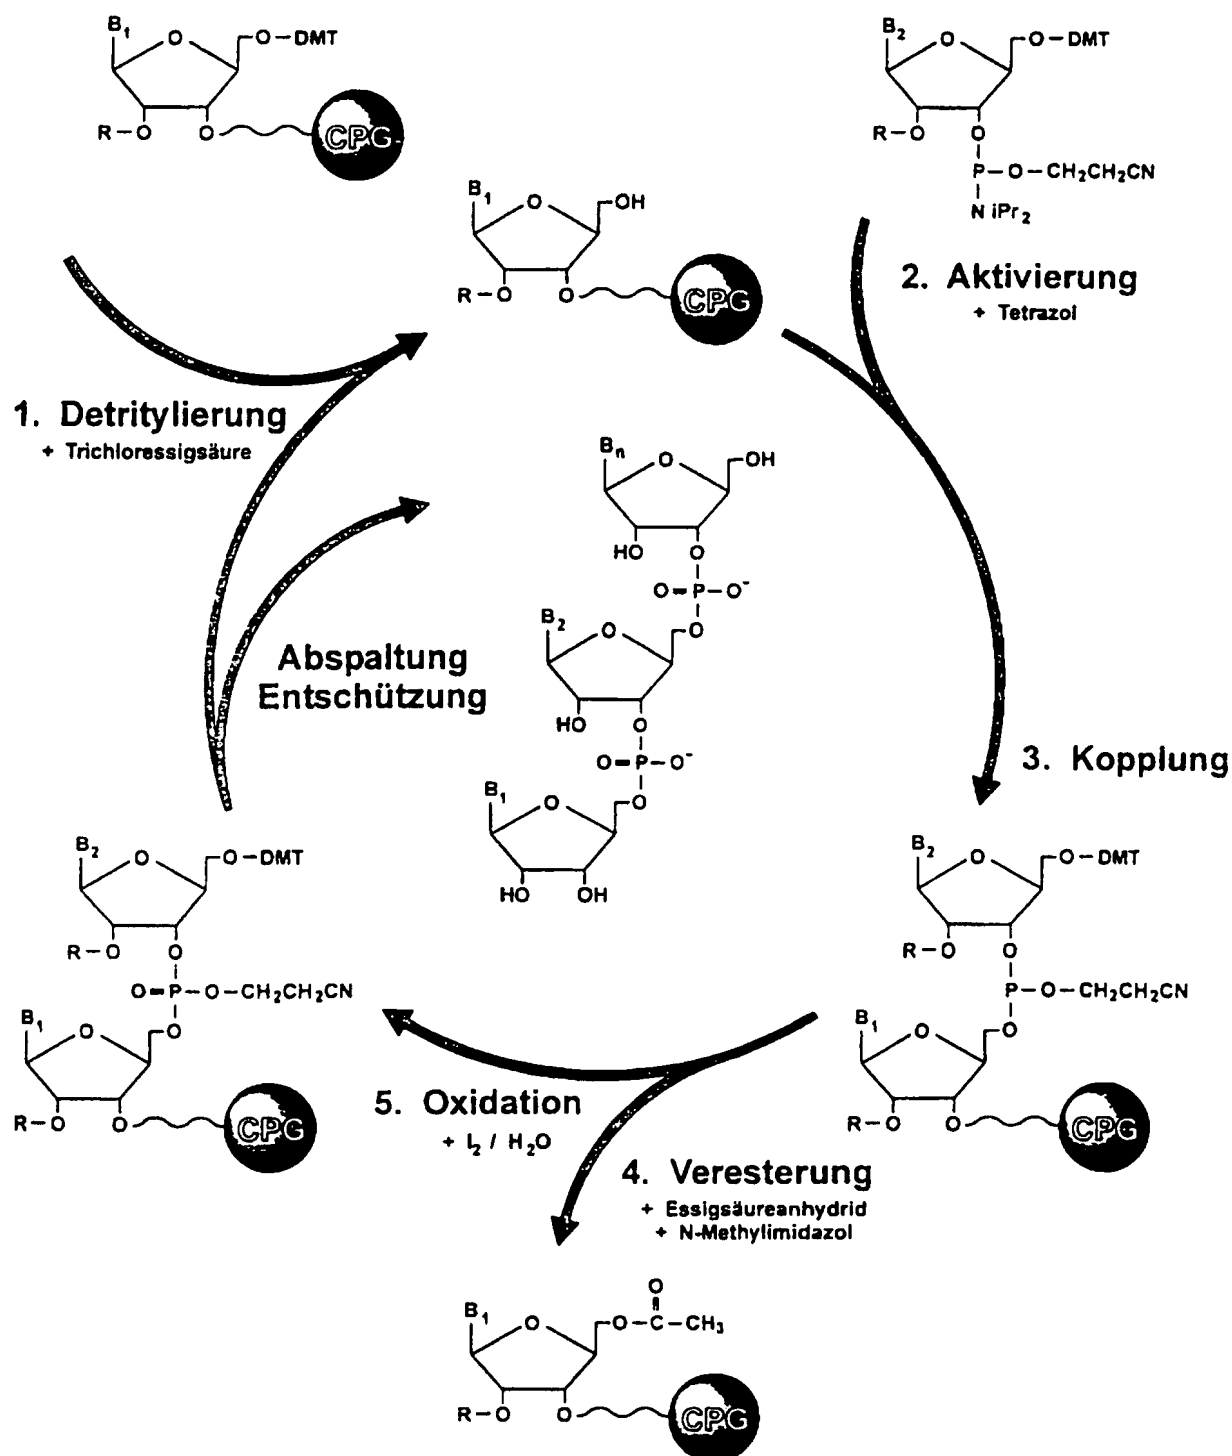 B1 O O–DMT
R–O O CPG
B2 O O–DMT
R–O O
P–O–CH2CH2CN
N iPr2
B1 O OH
R–O O CPG
2. Aktivierung
+ Tetrazol
1. Detritylierung
+ Trichloressigsäure
Bn O OH
HO O
O=P–O-
B2 O O
Abspaltung
Entschützung
HO O
O=P–O-
B1 O O
HO OH
3. Kopplung
B2 O O–DMT
R–O O
O=P–O–CH2CH2CN
B1 O O
R–O O CPG
B2 O O–DMT
R–O O
P–O–CH2CH2CN
B1 O O
R–O O CPG
5. Oxidation
+ I2 / H2O
4. Veresterung
+ Essigsäureanhydrid
+ N-Methylimidazol
O
B1 O O–C–CH3
R–O O CPG